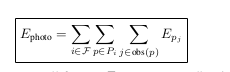 $E_{\text{photo}} = \sum_{i \in \mathcal{F}} \sum_{p \in P_i} \sum_{j \in \text{obs}(p)} E_{p_j}$